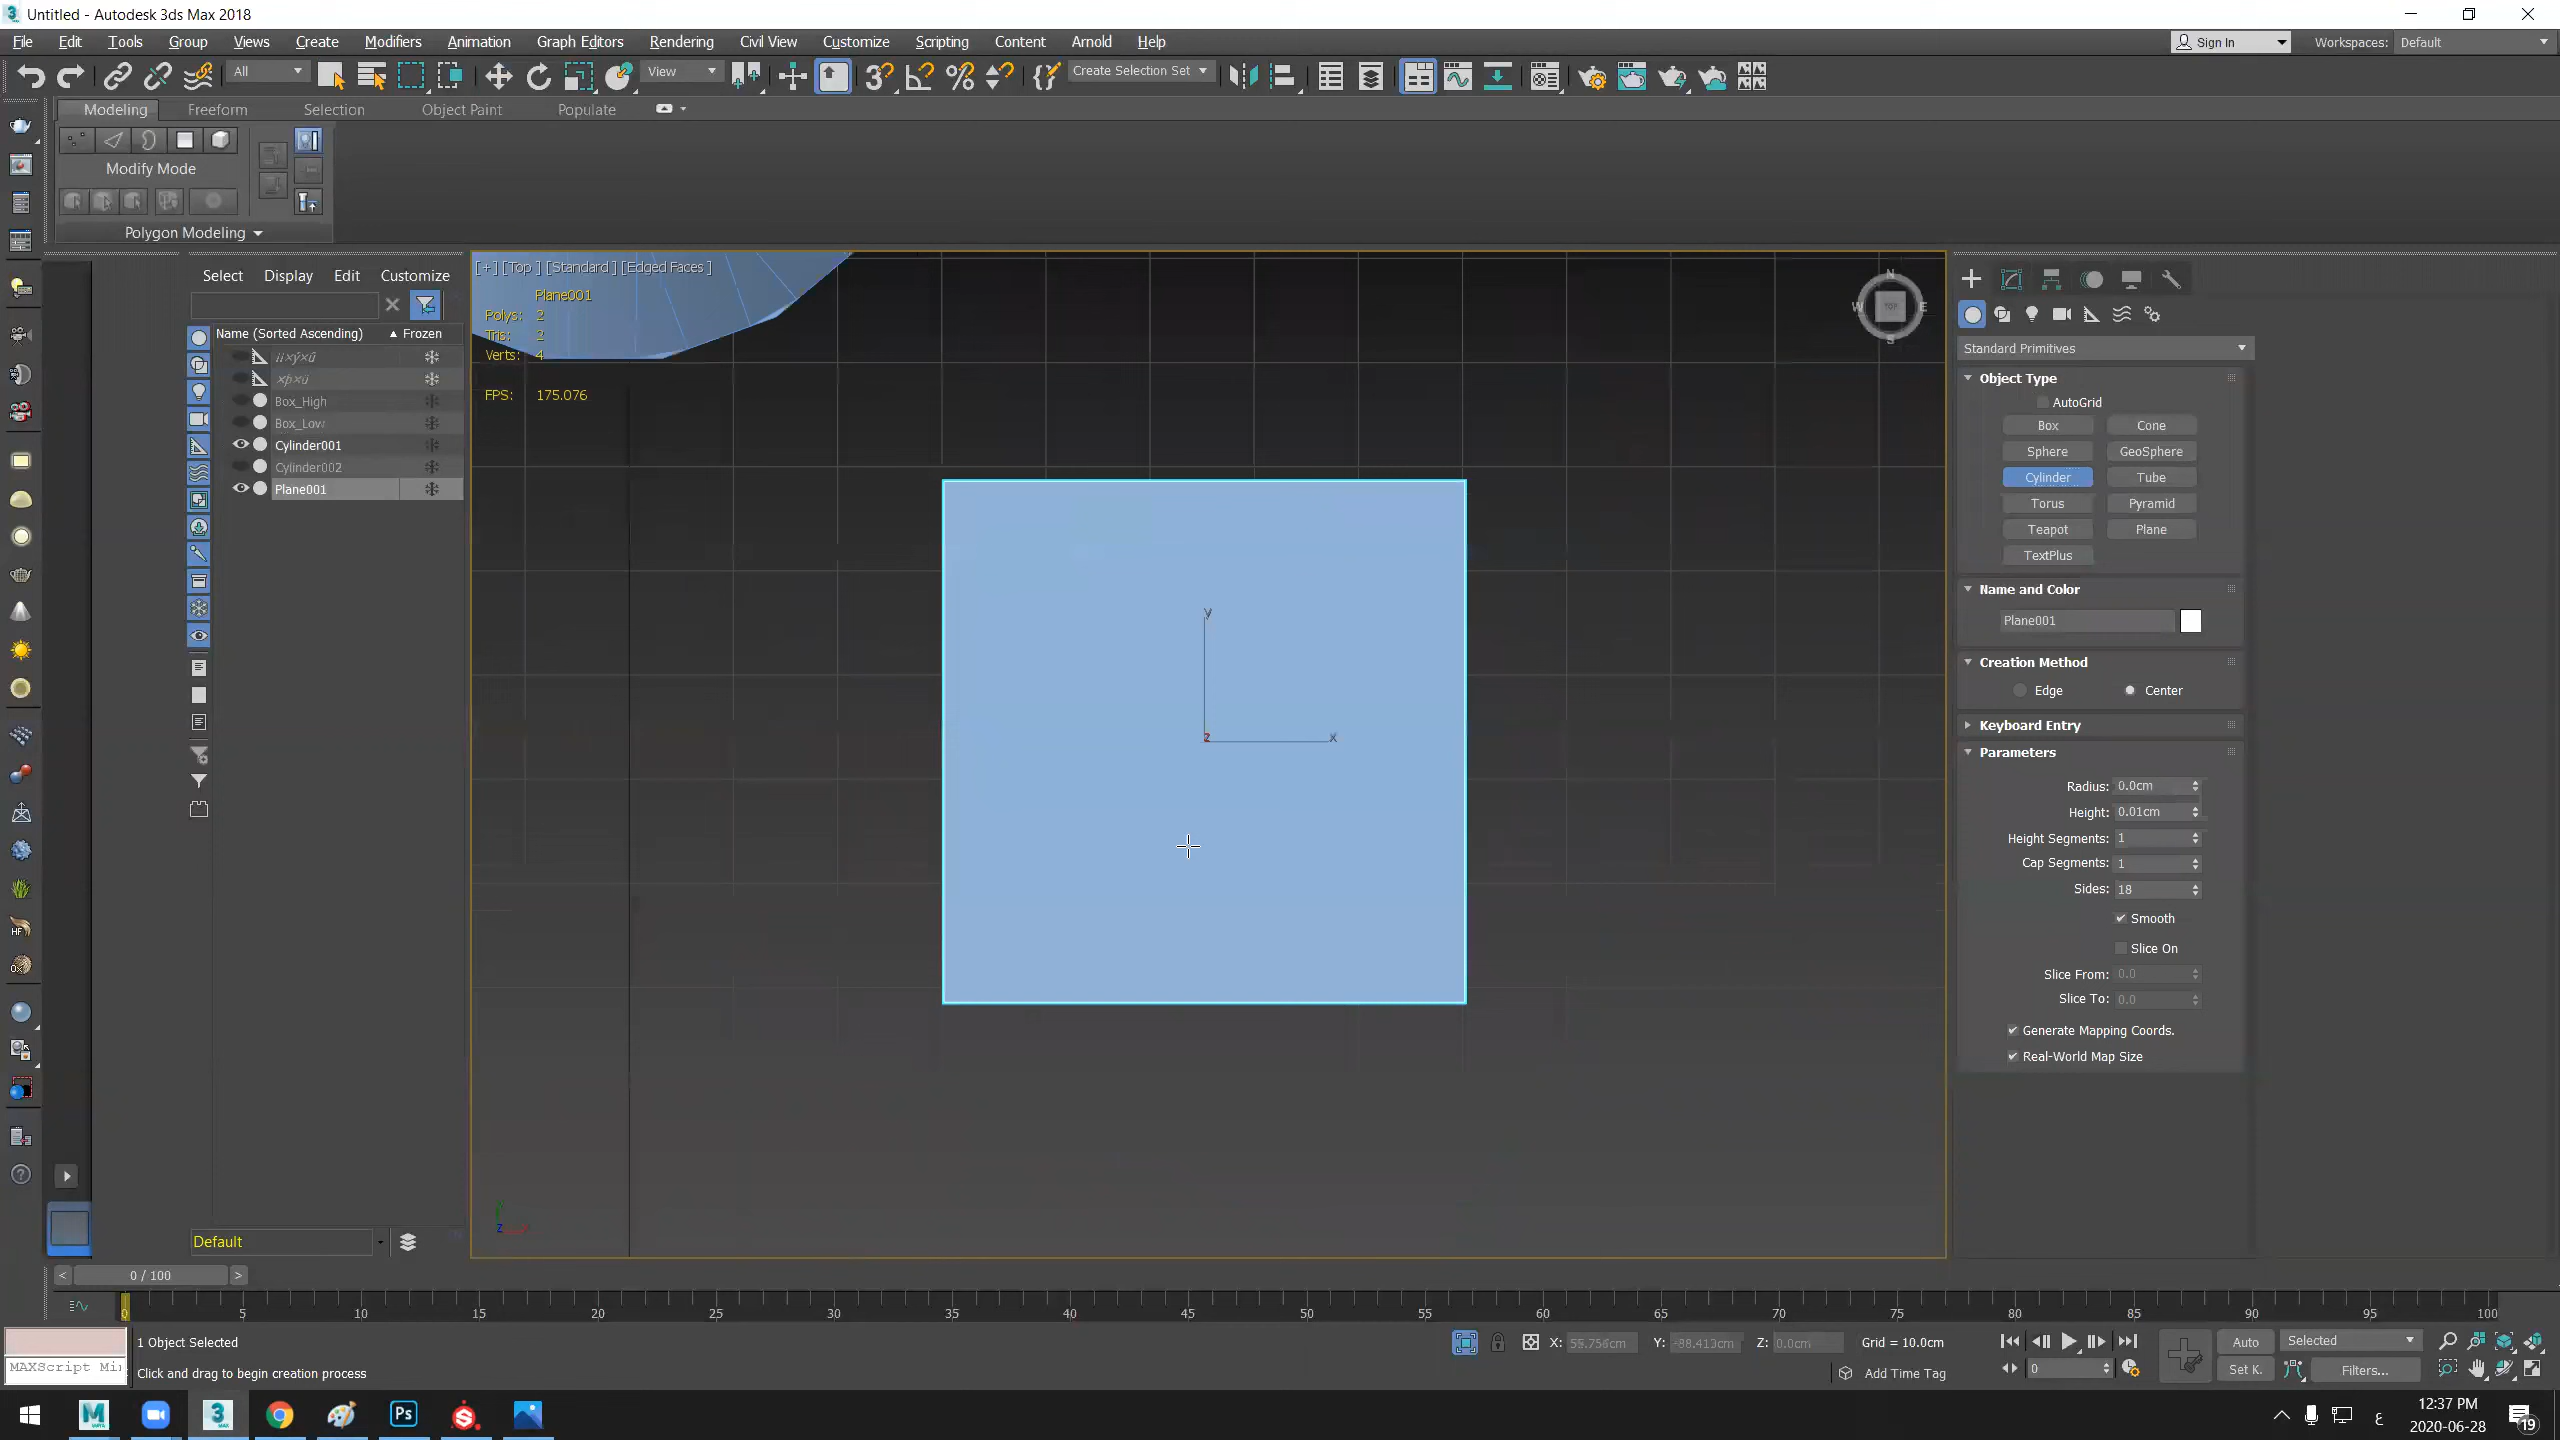 Untitled - Autodesk 3ds Max 2018
File Edit Tools Group Views Create Modifiers Animation Graph Editors Rendering Civil View Customize Scripting Content Arnold Help
Sign In
Workspaces: Default
All
View
Create Selection Set
Modeling Freeform Selection Object Paint Populate
Modify Mode
Polygon Modeling
Select Display Edit Customize
Name (Sorted Ascending) Frozen
Box_High
Box_Low
Cylinder001
Cylinder002
Plane001
Default
[+] [Top ] [Standard ] [Edged Faces ]
Plane001
Polys: 2
Tris: 2
Verts: 4
FPS: 175.076
y
z
x
N
W
TOP
E
S
Standard Primitives
Object Type
AutoGrid
Box Cone
Sphere GeoSphere
Cylinder Tube
Torus Pyramid
Teapot Plane
TextPlus
Name and Color
Plane001
Creation Method
Edge Center
Keyboard Entry
Parameters
Radius: 0.0cm
Height: 0.01cm
Height Segments: 1
Cap Segments: 1
Sides: 18
Smooth
Slice On
Slice From: 0.0
Slice To: 0.0
Generate Mapping Coords.
Real-World Map Size
< 0 / 100 >
0 5 10 15 20 25 30 35 40 45 50 55 60 65 70 75 80 85 90 95 100
1 Object Selected
MAXScript Mi
Click and drag to begin creation process
X: 55.756cm Y: -88.413cm Z: 0.0cm Grid = 10.0cm
Add Time Tag
0
Auto Selected
Set K. Filters...
Ps
ع
12:37 PM
2020-06-28
19